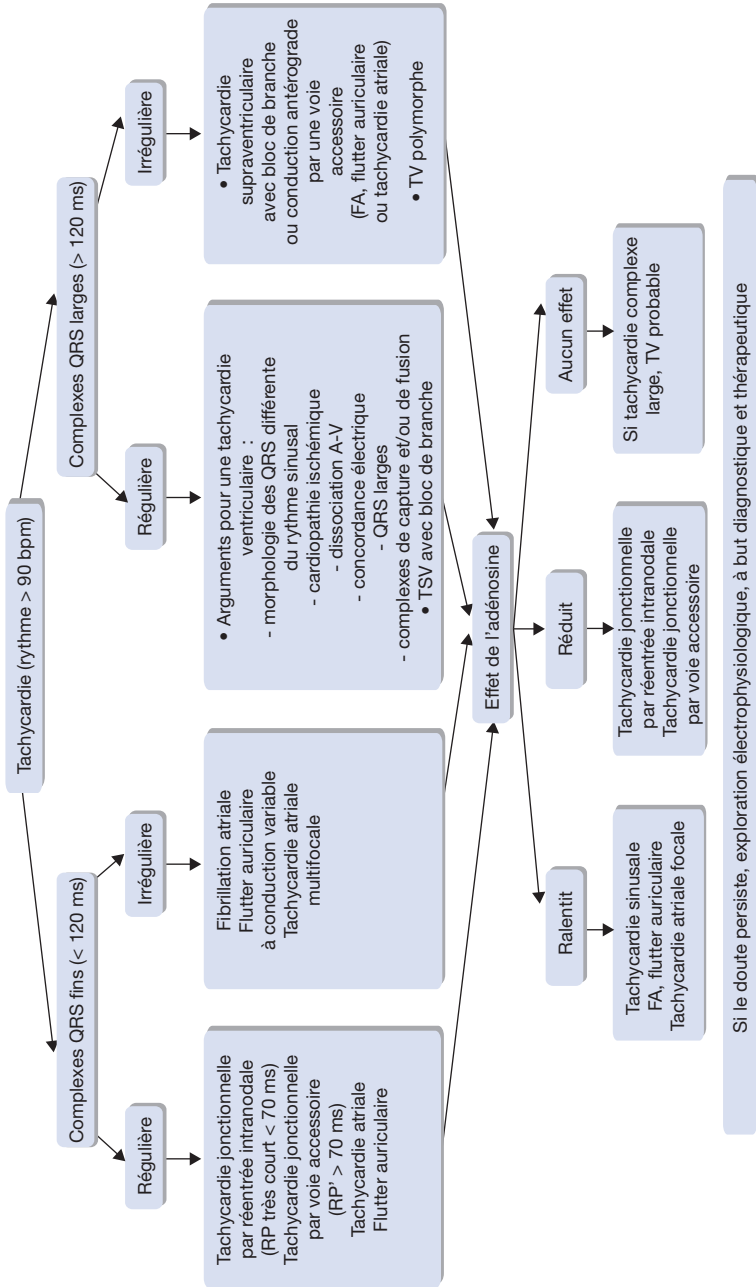 Tachycardie (rythme > 90 bpm)
Complexes QRS fins (< 120 ms)
Complexes QRS larges (> 120 ms)
Régulière
Irrégulière
Régulière
Irrégulière
Tachycardie jonctionnelle
par réentrée intranodale
(RP très court < 70 ms)
Tachycardie jonctionnelle
par voie accessoire
(RP' > 70 ms)
Tachycardie atriale
Flutter auriculaire
Fibrillation atriale
Flutter auriculaire
à conduction variable
Tachycardie atriale
multifocale
• Arguments pour une tachycardie
ventriculaire :
- morphologie des QRS différente
du rythme sinusal
- cardiopathie ischémique
- dissociation A-V
- concordance électrique
- QRS larges
- complexes de capture et/ou de fusion
• TSV avec bloc de branche
• Tachycardie
supraventriculaire
avec bloc de branche
ou conduction antérograde
par une voie
accessoire
(FA, flutter auriculaire
ou tachycardie atriale)
• TV polymorphe
Effet de l'adénosine
Ralentit
Réduit
Aucun effet
Tachycardie sinusale
FA, flutter auriculaire
Tachycardie atriale focale
Tachycardie jonctionnelle
par réentrée intranodale
Tachycardie jonctionnelle
par voie accessoire
Si tachycardie complexe
large, TV probable
Si le doute persiste, exploration électrophysiologique, à but diagnostique et thérapeutique